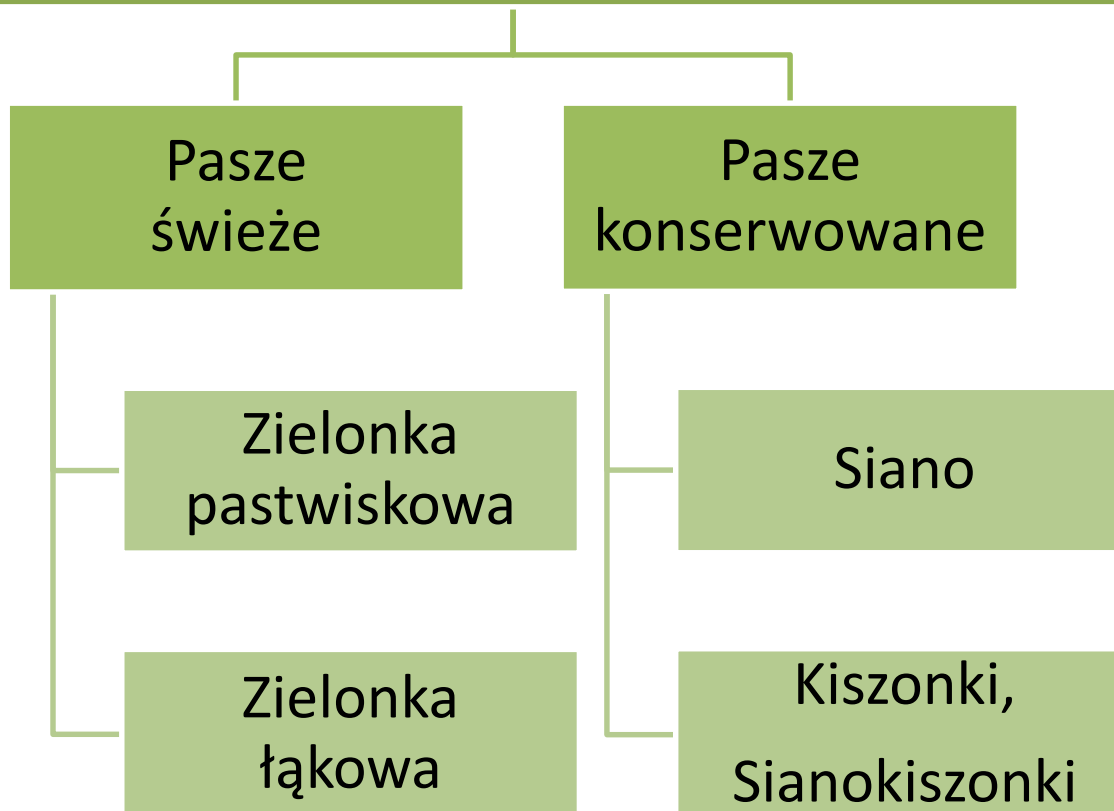 Pasze
świeże
Pasze
konserwowane
Zielonka
pastwiskowa
Siano
Zielonka
łąkowa
Kiszonki,
Sianokiszonki